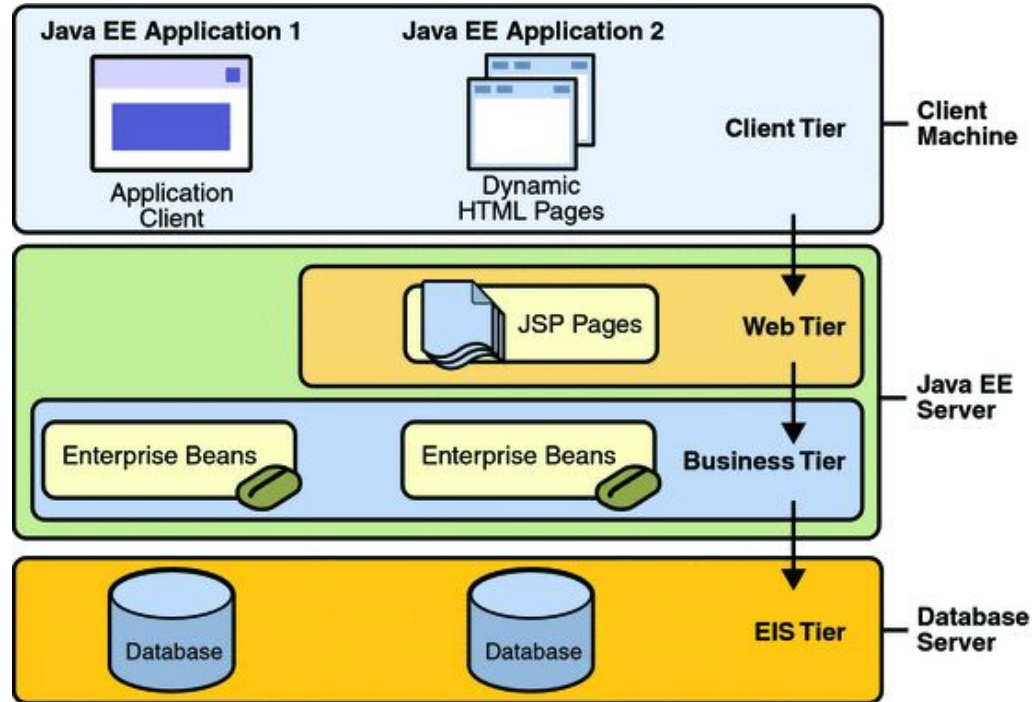 Java EE Application 1
Java EE Application 2
Application
Client
Dynamic
HTML Pages
Client Tier
Client
Machine
JSP Pages
Web Tier
Java EE
Server
Enterprise Beans
Enterprise Beans
Business Tier
Database
Database
EIS Tier
Database
Server